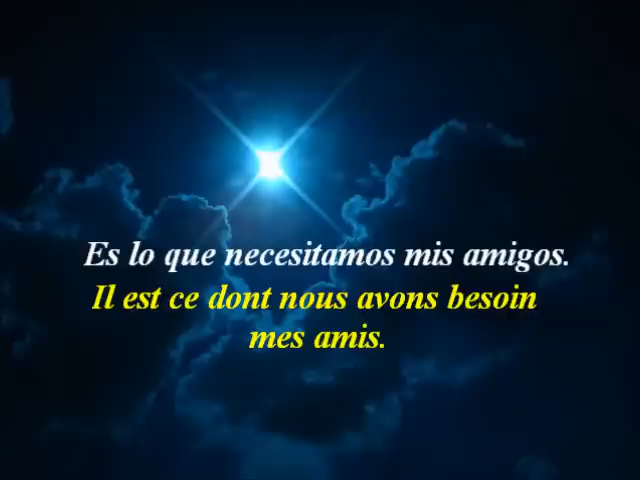 Es lo que necesitamos mis amigos.
Il est ce dont nous avons besoin
mes amis.